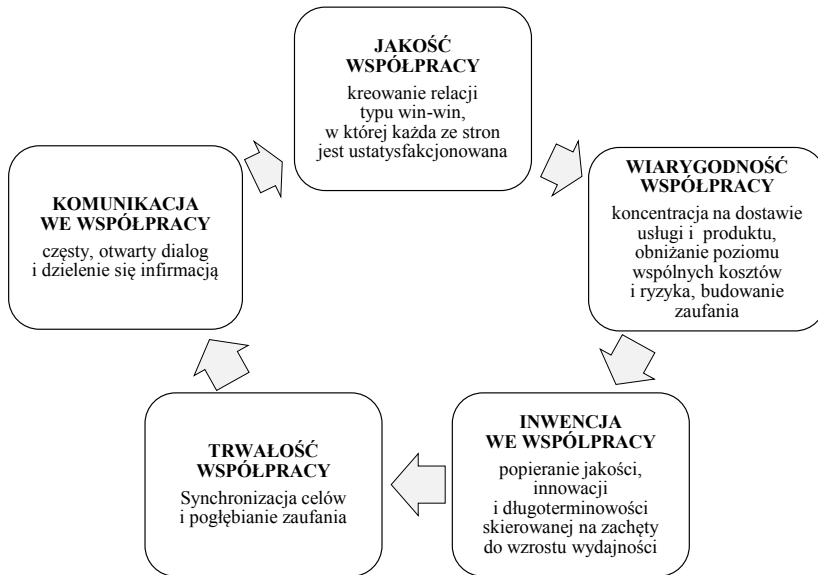 JAKOŚĆ
WSPÓŁPRACY
kreowanie relacji
typu win-win,
w której każda ze stron
jest ustatysfakcjonowana
WIARYGODNOŚĆ
WSPÓŁPRACY
koncentracja na dostawie
usługi i produktu,
obniżanie poziomu
wspólnych kosztów
i ryzyka, budowanie
zaufania
INWENCJA
WE WSPÓLPRACY
popieranie jakości,
innowacji
i długoterminowości
skierowanej na zachęty
do wzrostu wydajności
TRWAŁOŚĆ
WSPÓŁPRACY
Synchronizacja celów
i pogłębianie zaufania
KOMUNIKACJA
WE WSPÓŁPRACY
częsty, otwarty dialog
i dzielenie się infirmacją